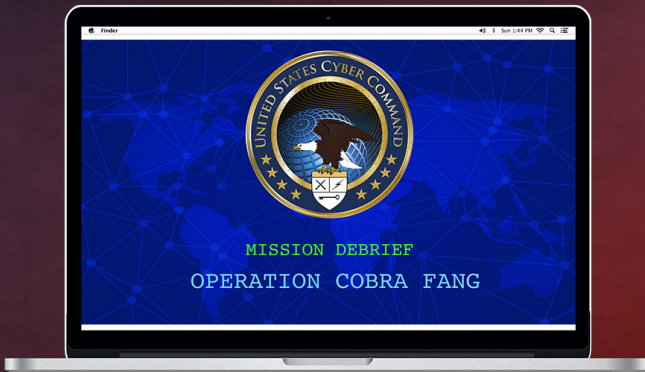 Finder
Sun 1:44 PM
UNITED STATES CYBER COMMAND
MISSION DEBRIEF
OPERATION COBRA FANG